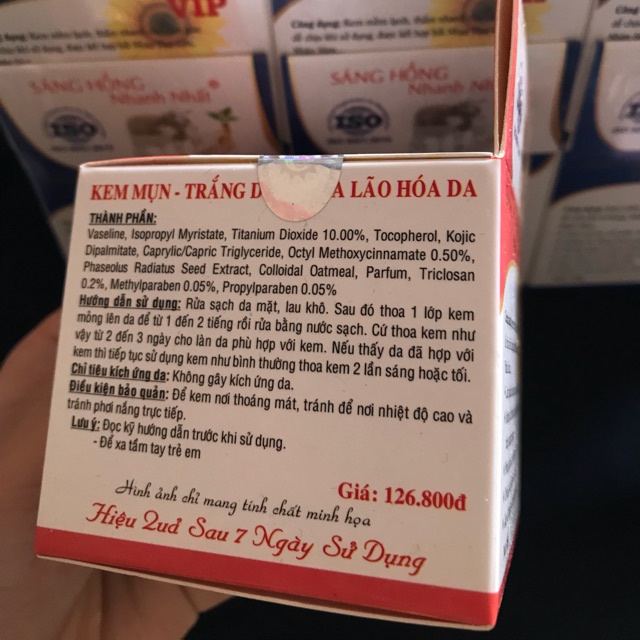 VIP
SÁNG HỒNG
Nhanh Nhất
ISO
SÁNG HỒNG
ISO
KEM MỤN - TRẮNG LÃO HÓA DA
THÀNH PHẦN:
Vaseline, Isopropyl Myristate, Titanium Dioxide 10.00%, Tocopherol, Kojic
Dipalmitate, Caprylic/Capric Triglyceride, Octyl Methoxycinnamate 0.50%,
Phaseolus Radiatus Seed Extract, Colloidal Oatmeal, Parfum, Triclosan
0.2%, Methylparaben 0.05%, Propylparaben 0.05%
Hướng dẫn sử dụng: Rửa sạch da mặt, lau khô. Sau đó thoa 1 lớp kem
mỏng lên da để từ 1 đến 2 tiếng rồi rửa bằng nước sạch. Cứ thoa kem như
vậy từ 2 đến 3 ngày cho làn da phù hợp với kem. Nếu thấy da đã hợp với
kem thì tiếp tục sử dụng kem như bình thường thoa kem 2 lần sáng hoặc tối.
Chỉ tiêu kích ứng da: Không gây kích ứng da.
Điều kiện bảo quản: Để kem nơi thoáng mát, tránh để nơi nhiệt độ cao và
tránh phơi nắng trực tiếp.
Lưu ý: Đọc kỹ hướng dẫn trước khi sử dụng.
- Để xa tầm tay trẻ em
Giá: 126.800đ
Hình ảnh chỉ mang tính chất minh họa
Hiệu Quả Sau 7 Ngày Sử Dụng